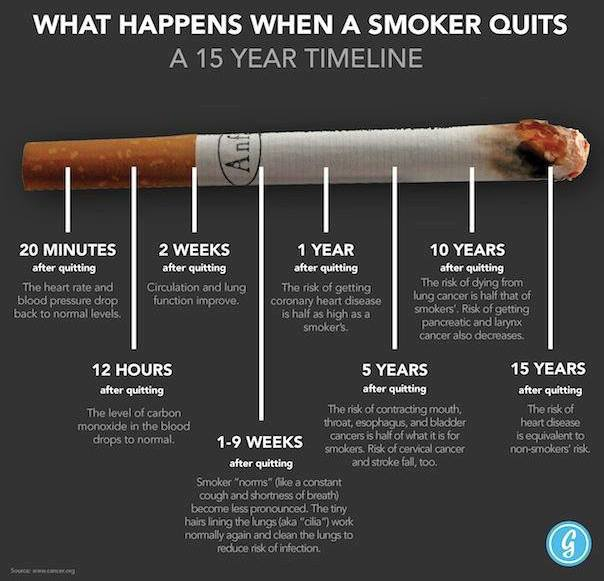 WHAT HAPPENS WHEN A SMOKER QUITS
A 15 YEAR TIMELINE
Anf
20 MINUTES
after quitting
The heart rate and
blood pressure drop
back to normal levels.
12 HOURS
after quitting
The level of carbon
monoxide in the blood
drops to normal.
2 WEEKS
after quitting
Circulation and lung
function improve.
1-9 WEEKS
after quitting
Smoker "norms" (like a constant
cough and shortness of breath)
become less pronounced. The tiny
hairs lining the lungs (aka "cilia") work
normally again and clean the lungs to
reduce risk of infection.
1 YEAR
after quitting
The risk of getting
coronary heart disease
is half as high as a
smoker's.
5 YEARS
after quitting
The risk of contracting mouth,
throat, esophagus, and bladder
cancers is half of what it is for
smokers. Risk of cervical cancer
and stroke fall, too.
10 YEARS
after quitting
The risk of dying from
lung cancer is half that of
smokers'. Risk of getting
pancreatic and larynx
cancer also decreases.
15 YEARS
after quitting
The risk of
heart disease
is equivalent to
non-smokers' risk.
Source: www.cancer.org
G